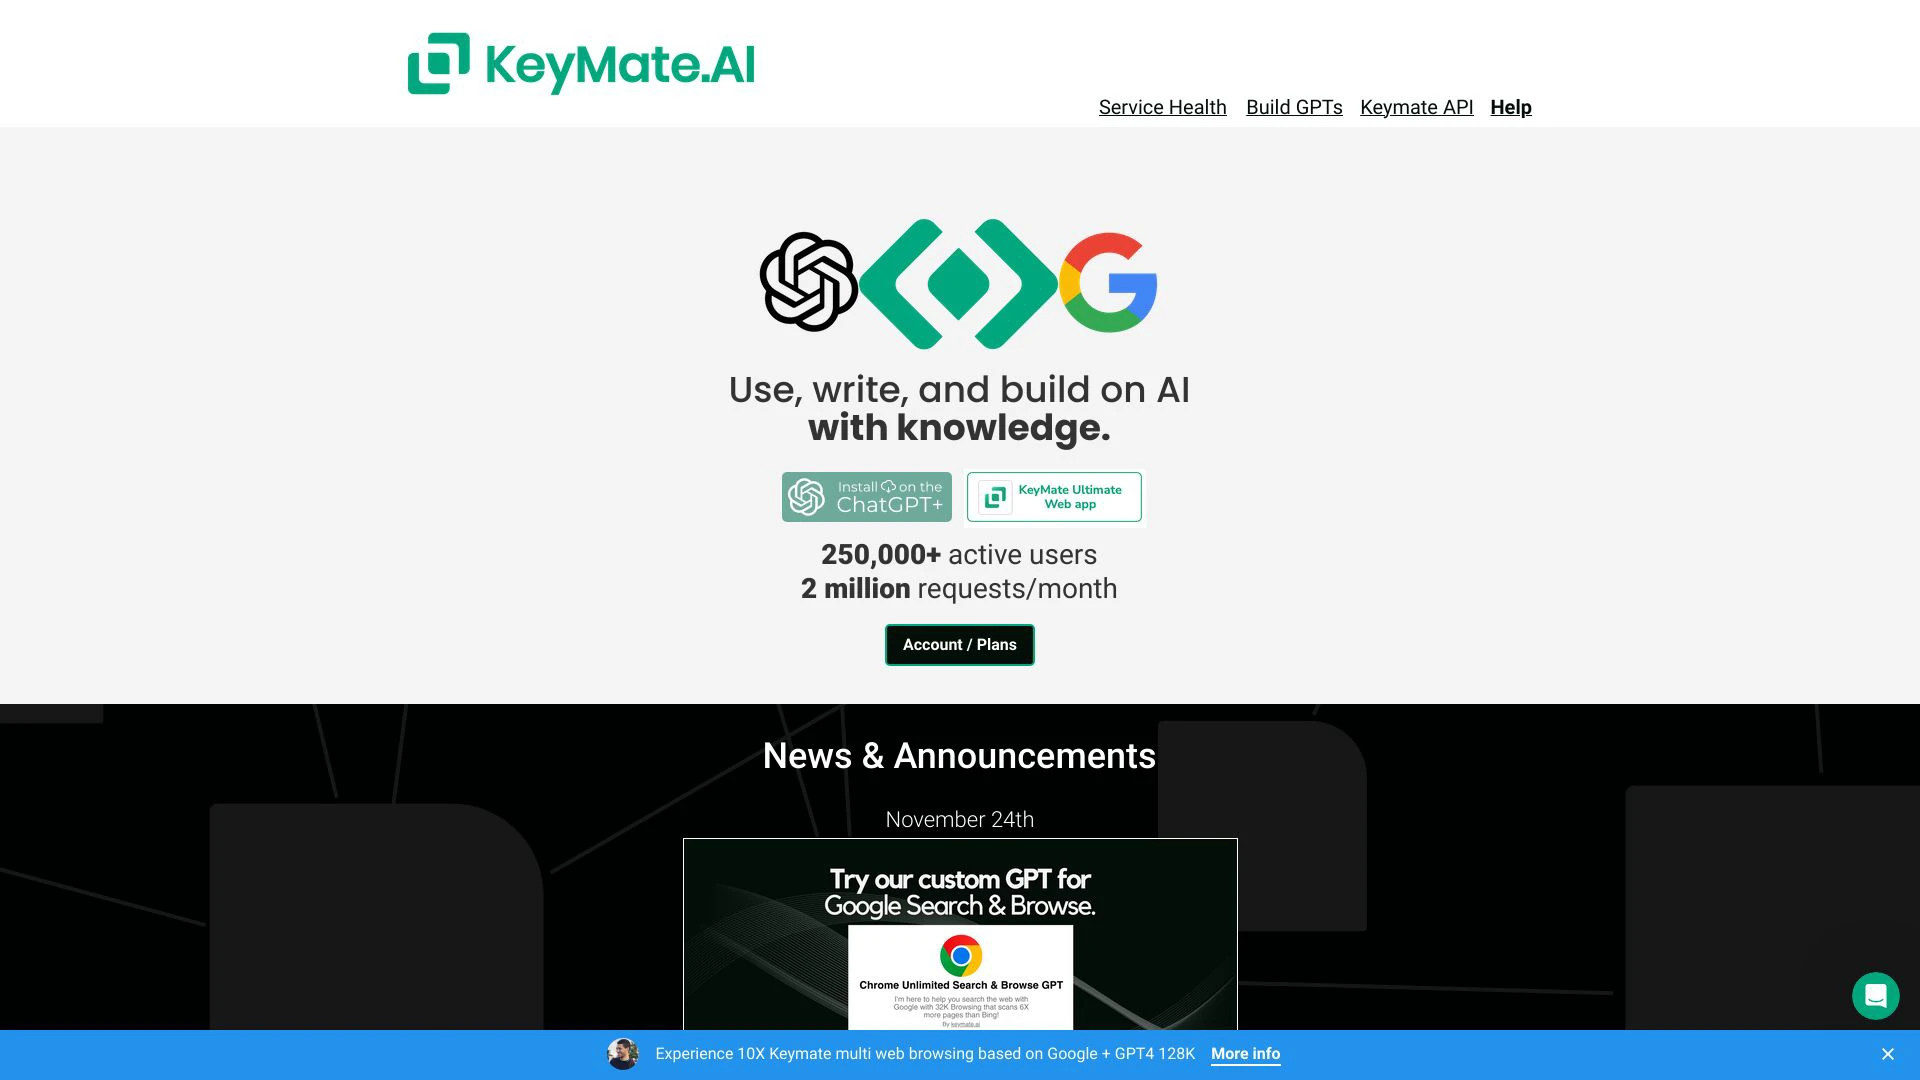 KeyMate.AI
Service Health Build GPTs Keymate API Help
Use, write, and build on AI
with knowledge.
Install on the
ChatGPT+
KeyMate Ultimate
Web app
250,000+ active users
2 million requests/month
Account / Plans
News & Announcements
November 24th
Try our custom GPT for
Google Search & Browse.
Chrome Unlimited Search & Browse GPT
I'm here to help you search the web with
Google with 32K Browsing that scans 6X
more pages than Bing!
By keymate.ai
Experience 10X Keymate multi web browsing based on Google + GPT4 128K More info